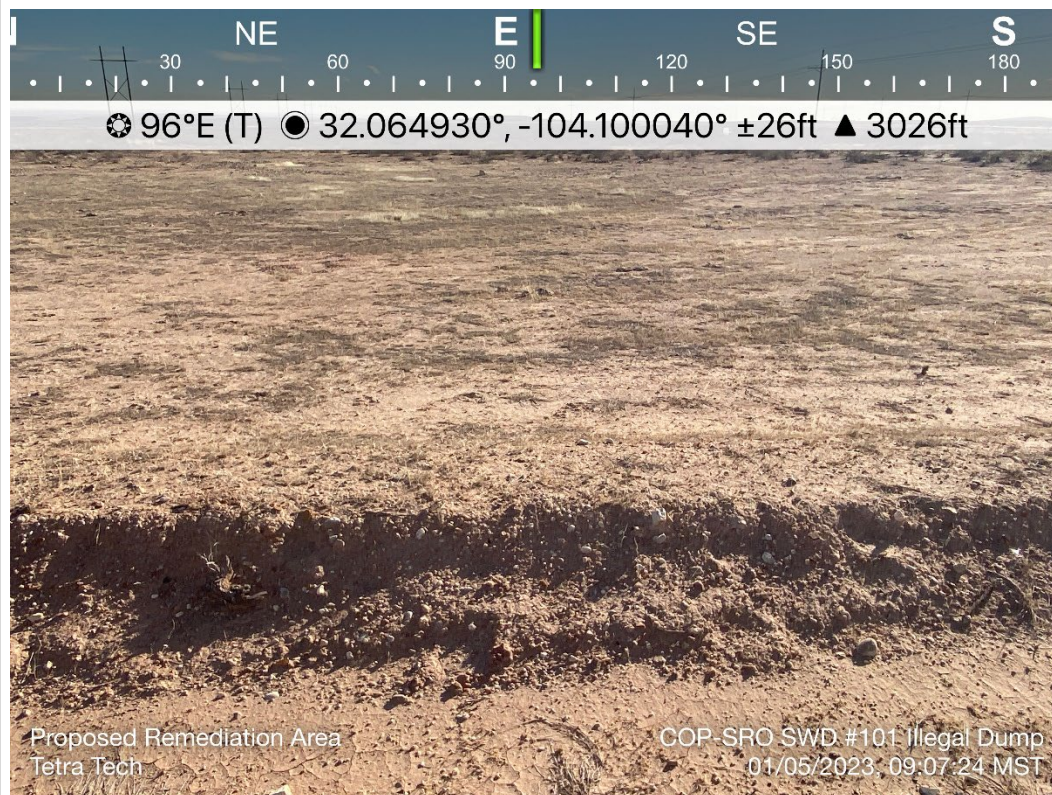 N NE E SE S
30 60 90 120 150 180
96°E (T) 32.064930°, -104.100040° ±26ft ▲ 3026ft
Proposed Remediation Area
Tetra Tech
COP-SRO SWD #101 Illegal Dump
01/05/2023, 09:07:24 MST